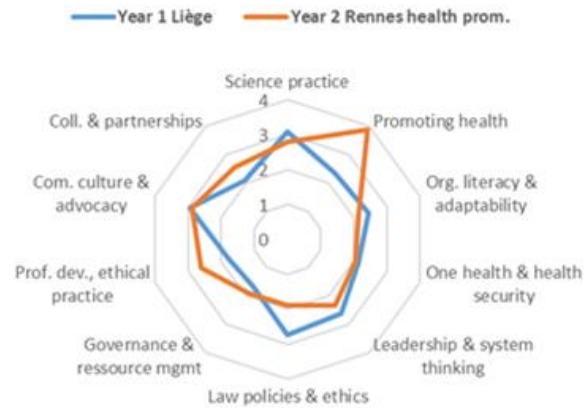 Year 1 Liège
Year 2 Rennes health prom.
Science practice
4
3
2
1
0
Promoting health
Org. literacy &
adaptability
One health & health
security
Leadership & system
thinking
Law policies & ethics
Governance &
ressource mgmt
Prof. dev., ethical
practice
Com. culture &
advocacy
Coll. & partnerships